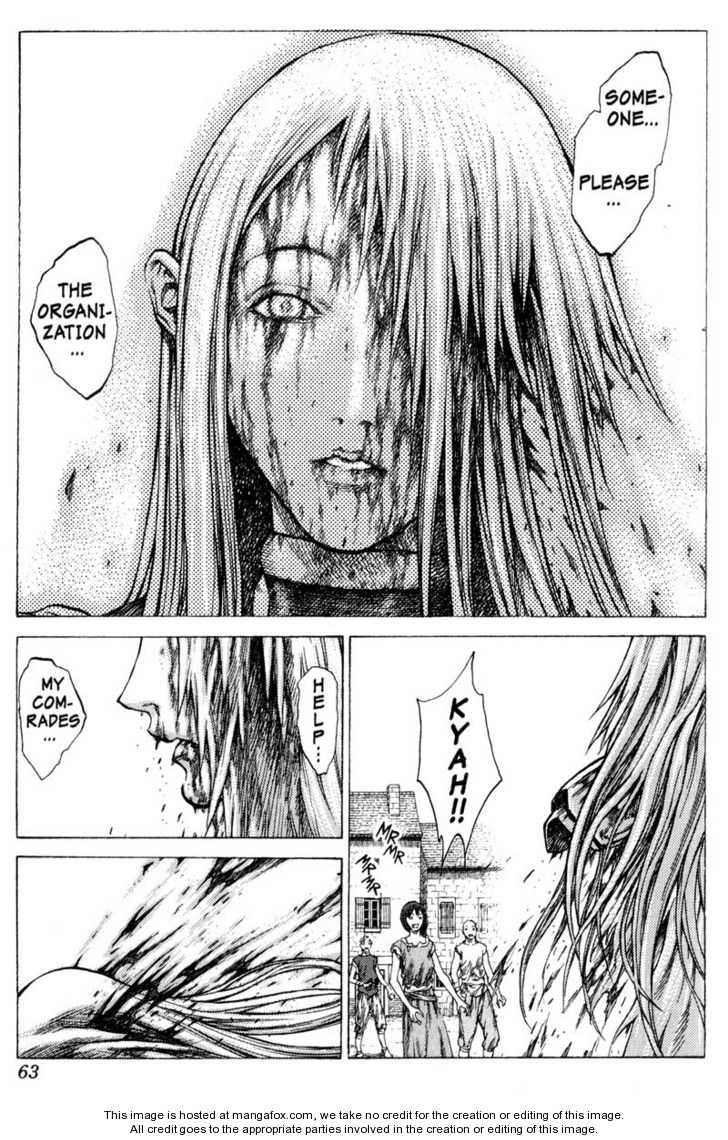 SOME-
ONE...
PLEASE
...
THE
ORGANI-
ZATION
...
HELP...
MY
COM-
RADES
...
KYAH!!
MR
MR
MR
MR
63
This image is hosted at mangafox.com, we take no credit for the creation or editing of this image.
All credit goes to the appropriate parties involved in the creation or editing of this image.